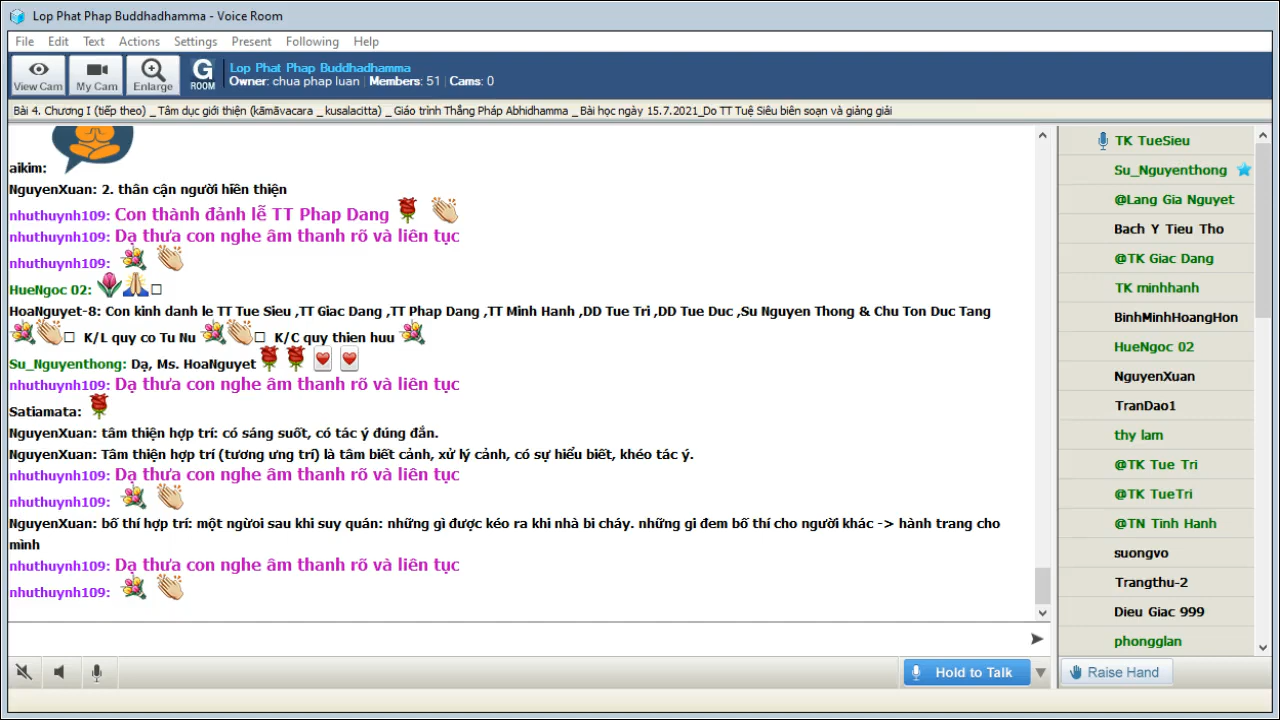 Lop Phat Phap Buddhadhamma - Voice Room
File Edit Text Actions Settings Present Following Help
View Cam My Cam Enlarge G ROOM
Lop Phat Phap Buddhadhamma
Owner: chua phap luan | Members: 51 | Cams: 0
Bài 4. Chương I (tiếp theo) _ Tâm dục giới thiện (kāmāvacara _ kusalacitta) _ Giáo trình Thắng Pháp Abhidhamma _ Bài học ngày 15.7.2021_Do TT Tuệ Siêu biên soạn và giảng giải
aikim:
NguyenXuan: 2. thân cận người hiền thiện
nhuthuynh109: Con thành đảnh lễ TT Phap Dang
nhuthuynh109: Dạ thưa con nghe âm thanh rõ và liên tục
nhuthuynh109:
HueNgoc 02:
HoaNguyet-8: Con kinh danh le TT Tue Sieu ,TT Giac Dang ,TT Phap Dang ,TT Minh Hanh ,DD Tue Tri ,DD Tue Duc ,Su Nguyen Thong & Chu Ton Duc Tang
K/L quy co Tu Nu K/C quy thien huu
Su_Nguyenthong: Dạ, Ms. HoaNguyet
nhuthuynh109: Dạ thưa con nghe âm thanh rõ và liên tục
Satiamata:
NguyenXuan: tâm thiện hợp trí: có sáng suốt, có tác ý đúng đắn.
NguyenXuan: Tâm thiện hợp trí (tương ưng trí) là tâm biết cảnh, xử lý cảnh, có sự hiểu biết, khéo tác ý.
nhuthuynh109: Dạ thưa con nghe âm thanh rõ và liên tục
nhuthuynh109:
NguyenXuan: bố thí hợp trí: một ngừoi sau khi suy quán: những gì được kéo ra khi nhà bi cháy. những gi đem bố thí cho người khác -> hành trang cho
mình
nhuthuynh109: Dạ thưa con nghe âm thanh rõ và liên tục
nhuthuynh109:
TK TueSieu
Su_Nguyenthong
@Lang Gia Nguyet
Bach Y Tieu Tho
@TK Giac Dang
TK minhhanh
BinhMinhHoangHon
HueNgoc 02
NguyenXuan
TranDao1
thy lam
@TK Tue Tri
@TK TueTri
@TN Tinh Hanh
suongvo
Trangthu-2
Dieu Giac 999
phongglan
Hold to Talk
Raise Hand